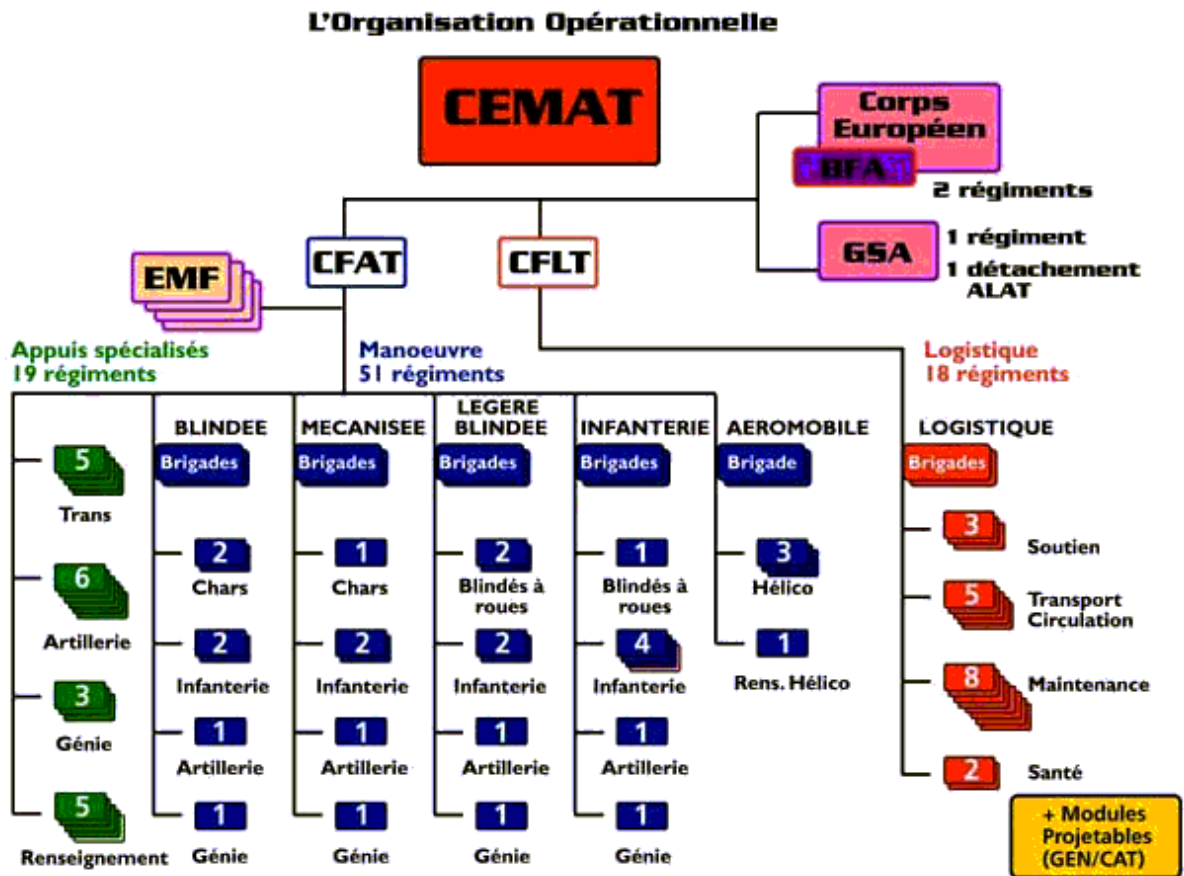 L'Organisation Opérationnelle
CEMAT
Corps
Européen
BFA
2 régiments
GSA
1 régiment
1 détachement
ALAT
CFAT
CFLT
EMF
Appuis spécialisés
19 régiments
Manoeuvre
51 régiments
Logistique
18 régiments
5
Trans
6
Artillerie
3
Génie
5
Renseignement
BLINDEE
Brigades
2
Chars
2
Infanterie
1
Artillerie
1
Génie
MECANISEE
Brigades
1
Chars
2
Infanterie
1
Artillerie
1
Génie
LEGERE
BLINDEE
Brigades
2
Blindés à
roues
2
Infanterie
1
Artillerie
1
Génie
INFANTERIE
Brigades
1
Blindés à
roues
4
Infanterie
1
Artillerie
1
Génie
AEROMOBILE
Brigade
3
Hélico
1
Rens. Hélico
LOGISTIQUE
Brigades
3
Soutien
5
Transport
Circulation
8
Maintenance
2
Santé
+ Modules
Projetables
(GEN/CAT)